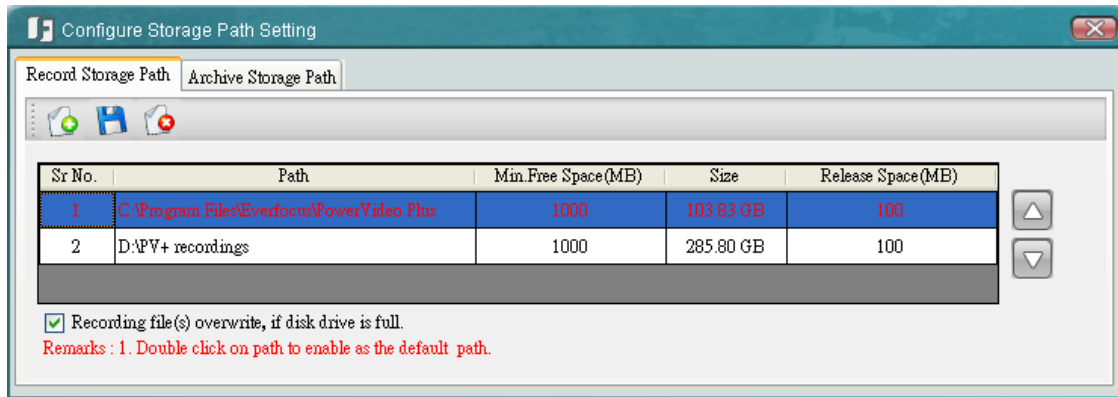 Configure Storage Path Setting
Record Storage Path Archive Storage Path
Sr No. Path Min.Free Space(MB) Size Release Space(MB)
1 C:\Program Files\Everfocus\PowerVideo Plus 1000 103.83 GB 100
2 D:\PV+ recordings 1000 285.80 GB 100
Recording file(s) overwrite, if disk drive is full.
Remarks : 1. Double click on path to enable as the default path.